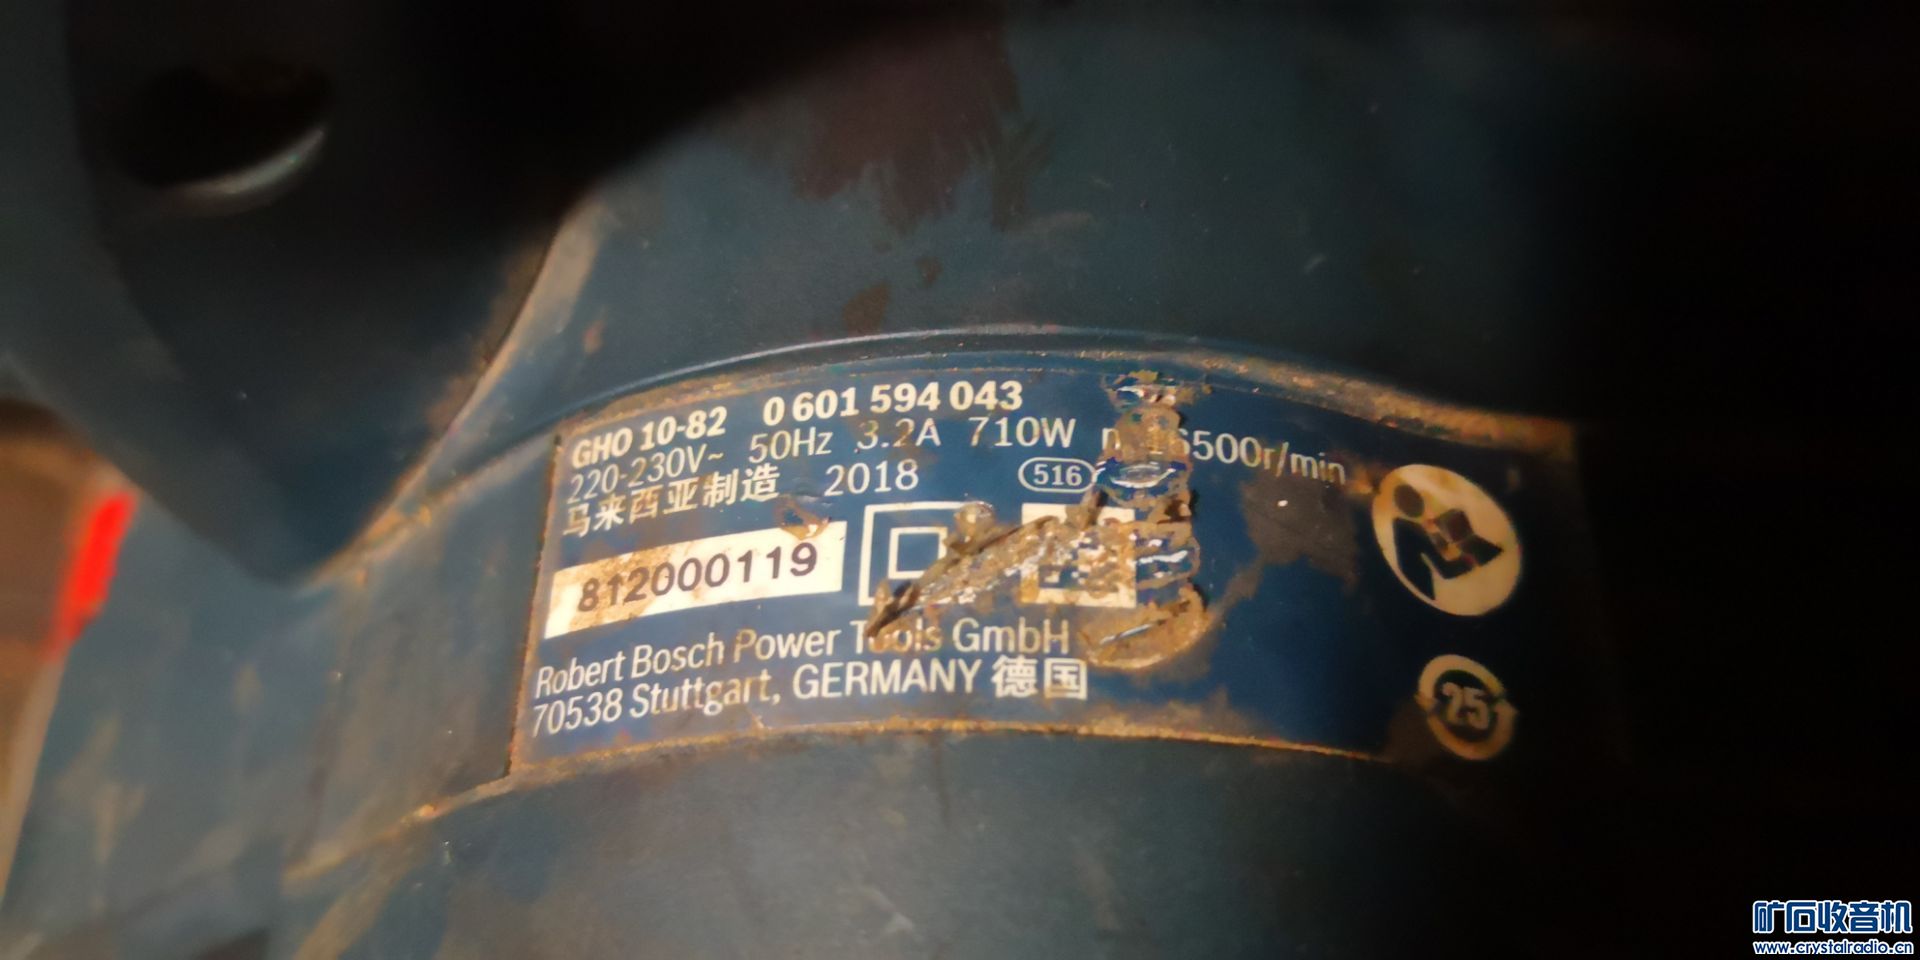 GHO 10-82 0 601 594 043
220-230V~ 50Hz 3.2A 710W 6500r/min
马来西亚制造 2018 516
812000119
Robert Bosch Power Tools GmbH
70538 Stuttgart, GERMANY 德国
25
矿石收音机
www.crystalradio.cn